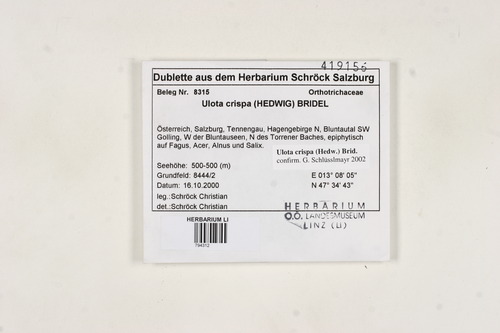 419156
Dublette aus dem Herbarium Schröck Salzburg
Beleg Nr. 8315 Orthotrichaceae
Ulota crispa (HEDWIG) BRIDEL
Österreich, Salzburg, Tennengau, Hagengebirge N, Bluntautal SW
Golling, W der Bluntauseen, N des Torrener Baches, epiphytisch
auf Fagus, Acer, Alnus und Salix.
Ulota crispa (Hedw.) Brid.
confirm. G. Schlüsslmayr 2002
Seehöhe: 500-500 (m)
Grundfeld: 8444/2 E 013° 08' 05"
Datum: 16.10.2000 N 47° 34' 43"
leg.: Schröck Christian
det.: Schröck Christian
HERBARIUM
O.Ö. LANDESMUSEUM
LINZ (LI)
HERBARIUM LI
794312